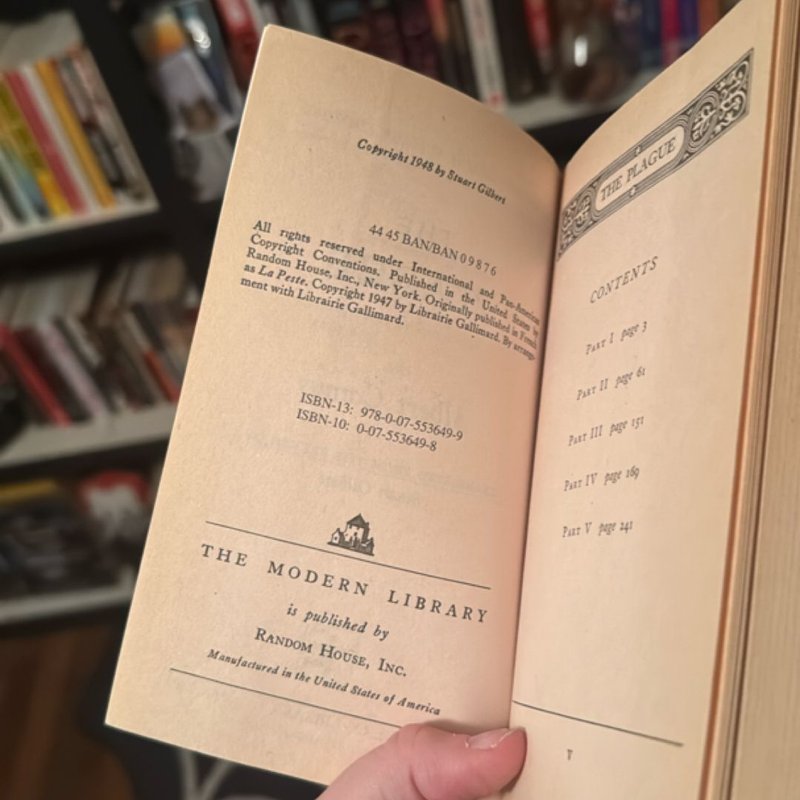 Copyright 1948 by Stuart Gilbert
44 45 BAN/BAN 0 9 8 7 6
All rights reserved under International and Pan-American
Copyright Conventions. Published in the United States by
Random House, Inc., New York. Originally published in French
as La Peste. Copyright 1947 by Librairie Gallimard. By arrange-
ment with Librairie Gallimard.
ISBN-13: 978-0-07-553649-9
ISBN-10: 0-07-553649-8
THE MODERN LIBRARY
is published by
RANDOM HOUSE, INC.
Manufactured in the United States of America
THE PLAGUE
CONTENTS
PART I page 3
PART II page 61
PART III page 151
PART IV page 169
PART V page 241
V